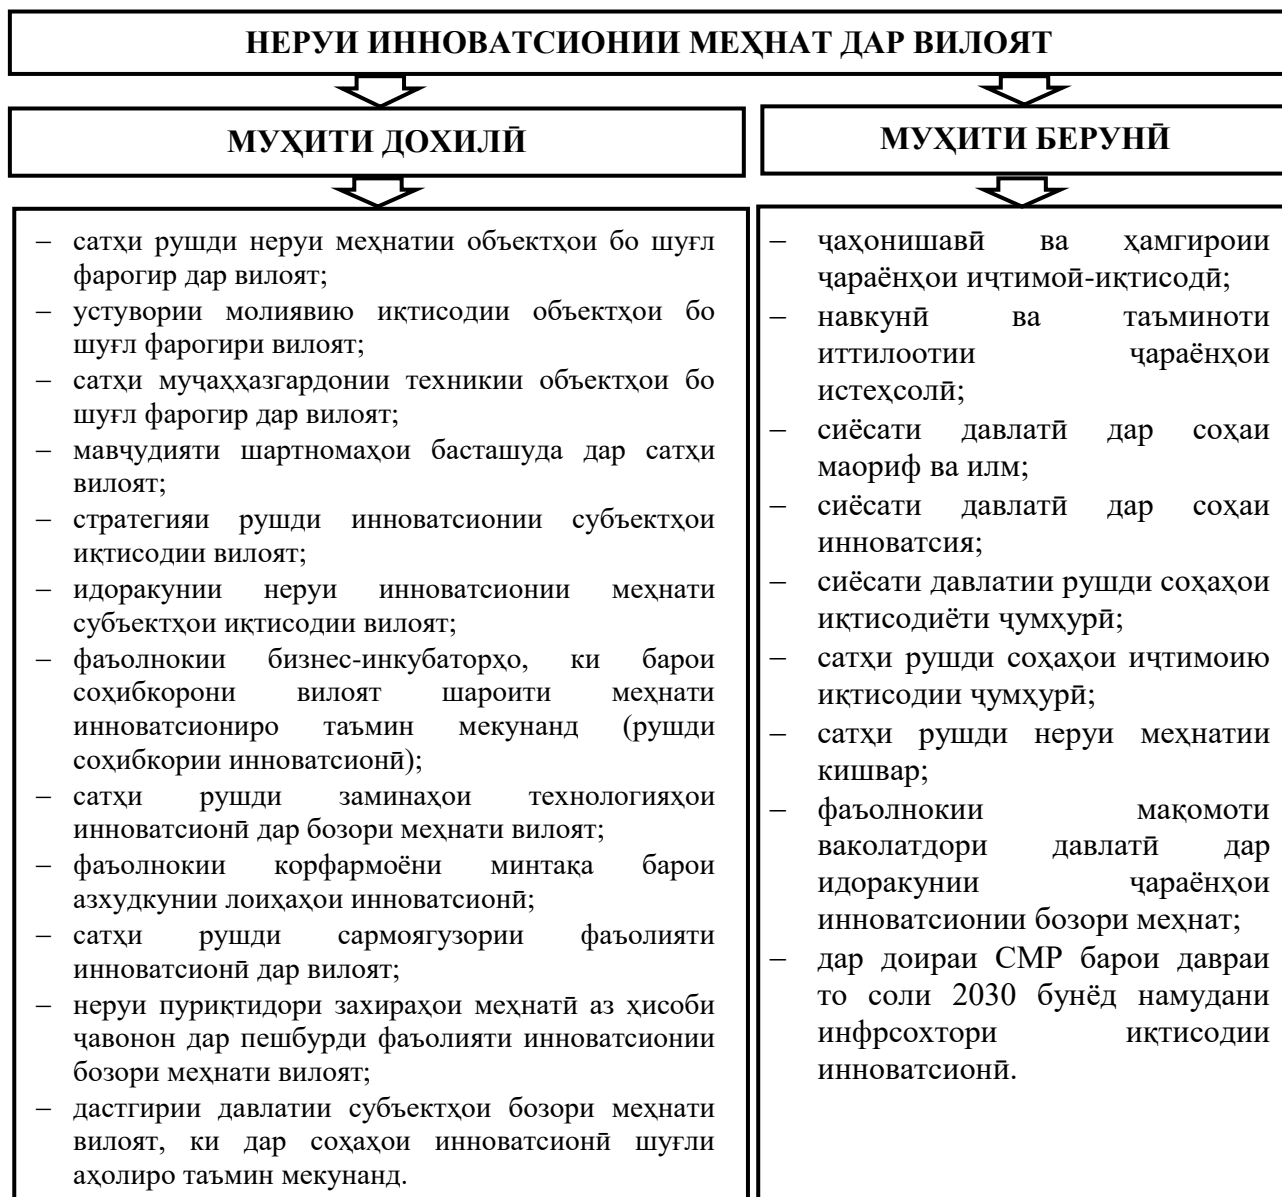 НЕРУИ ИННОВАТСИОНИИ МЕҲНАТ ДАР ВИЛОЯТ
МУҲИТИ ДОХИЛӢ
– сатҳи рушди неруи меҳнатии объектҳои бо шуғл
фарогир дар вилоят;
– устувории молиявию иқтисодии объектҳои бо
шуғл фарогири вилоят;
– сатҳи муҷаҳҳазгардонии техникии объектҳои бо
шуғл фарогир дар вилоят;
– мавҷудияти шартномаҳои басташуда дар сатҳи
вилоят;
– стратегияи рушди инноватсионии субъектҳои
иқтисодии вилоят;
– идоракунии неруи инноватсионии меҳнати
субъектҳои иқтисодии вилоят;
– фаъолнокии бизнес-инкубаторҳо, ки барои
соҳибкорони вилоят шароити меҳнати
инноватсиониро таъмин мекунанд (рушди
соҳибкории инноватсионӣ);
– сатҳи рушди заминаҳои технологияҳои
инноватсионӣ дар бозори меҳнати вилоят;
– фаъолнокии корфармоёни минтақа барои
азхудкунии лоиҳаҳои инноватсионӣ;
– сатҳи рушди сармоягузории фаъолияти
инноватсионӣ дар вилоят;
– неруи пуриқтидори захираҳои меҳнатӣ аз ҳисоби
ҷавонон дар пешбурди фаъолияти инноватсионии
бозори меҳнати вилоят;
– дастгирии давлатии субъектҳои бозори меҳнати
вилоят, ки дар соҳаҳои инноватсионӣ шуғли
аҳолиро таъмин мекунанд.
МУҲИТИ БЕРУНӢ
– ҷаҳонишавӣ ва ҳамгироии
ҷараёнҳои иҷтимоӣ-иқтисодӣ;
– навкунӣ ва таъминоти
иттилоотии ҷараёнҳои
истеҳсолӣ;
– сиёсати давлатӣ дар соҳаи
маориф ва илм;
– сиёсати давлатӣ дар соҳаи
инноватсия;
– сиёсати давлатии рушди соҳаҳои
иқтисодиёти ҷумҳурӣ;
– сатҳи рушди соҳаҳои иҷтимоию
иқтисодии ҷумҳурӣ;
– сатҳи рушди неруи меҳнатии
кишвар;
– фаъолнокии мақомоти
ваколатдори давлатӣ дар
идоракунии ҷараёнҳои
инноватсионии бозори меҳнат;
– дар доираи СМР барои давраи
то соли 2030 бунёд намудани
инфрсохтори иқтисодии
инноватсионӣ.